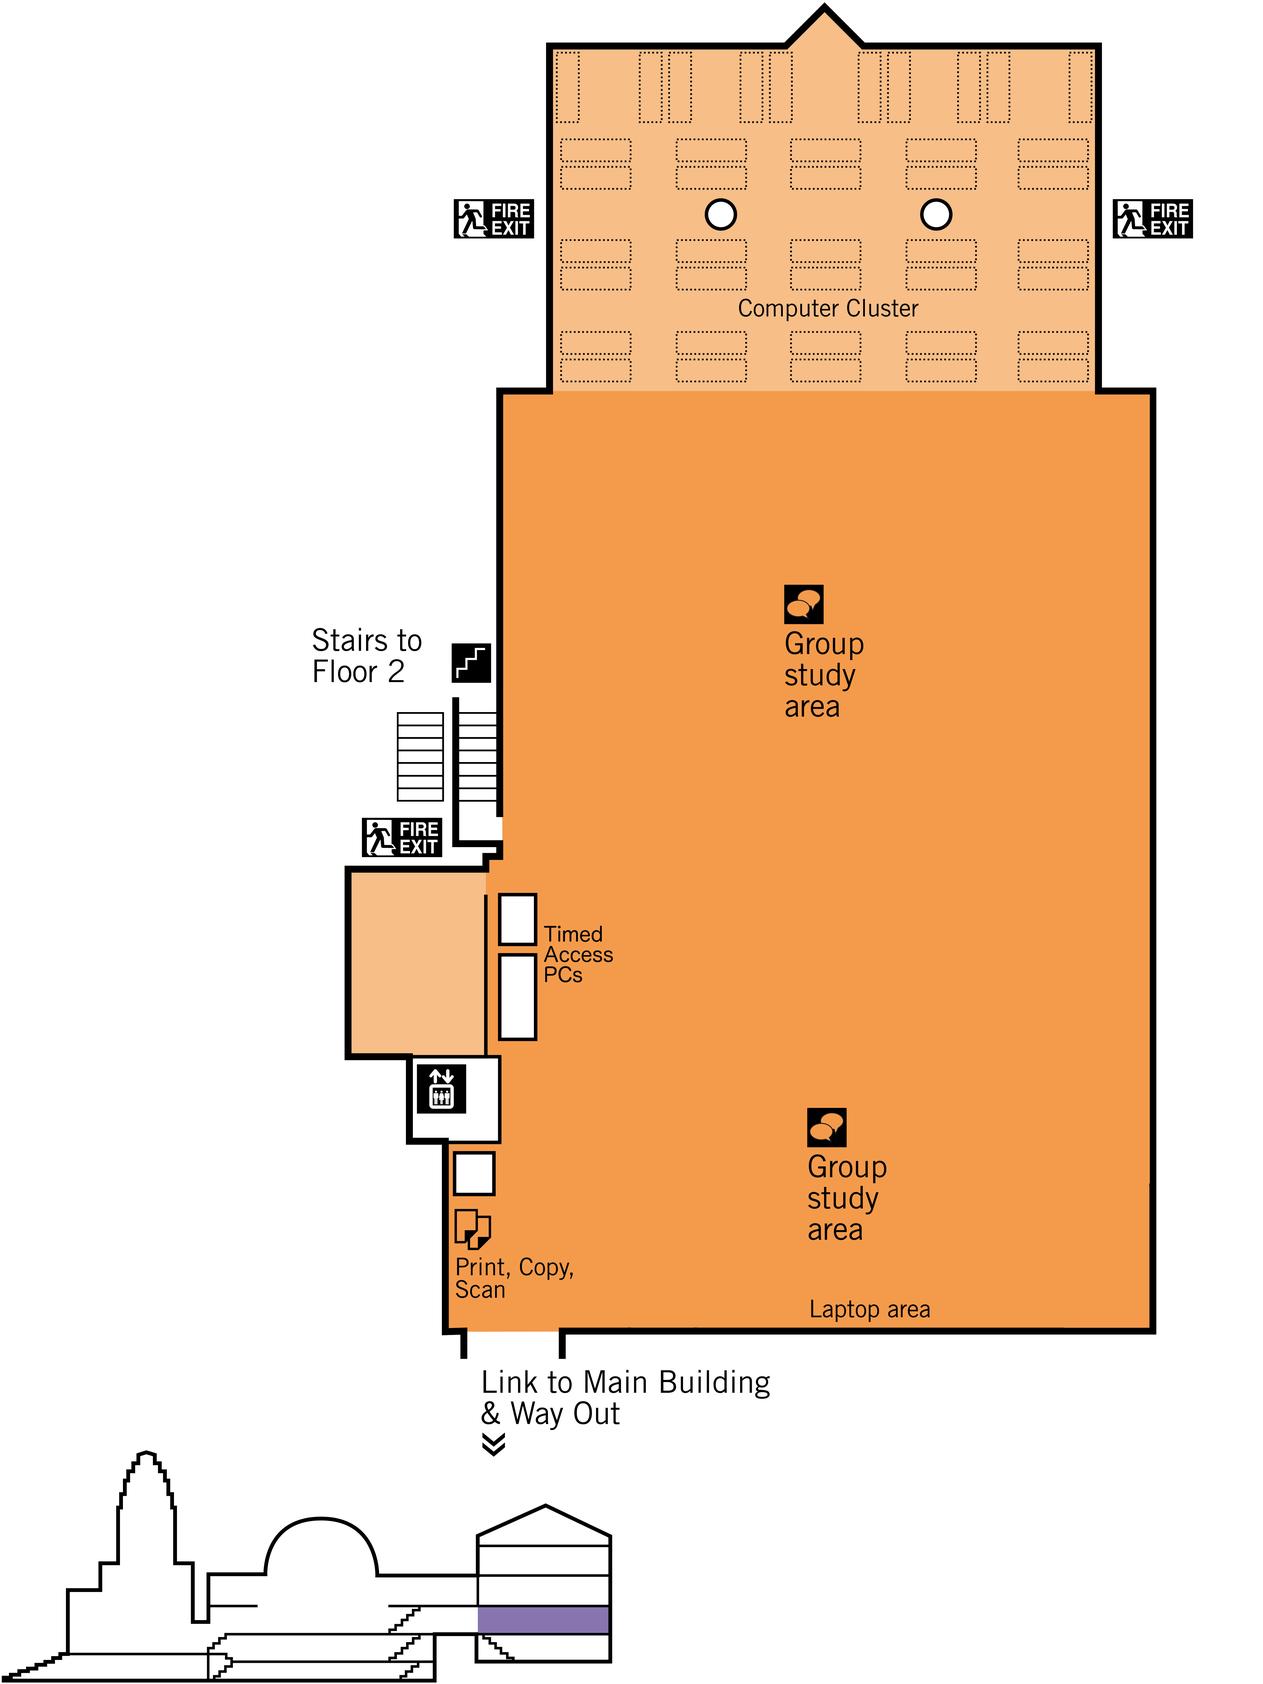 FIRE
EXIT
FIRE
EXIT
Computer Cluster
Group
study
area
Stairs to
Floor 2
FIRE
EXIT
Timed
Access
PCs
Group
study
area
Print, Copy,
Scan
Laptop area
Link to Main Building
& Way Out